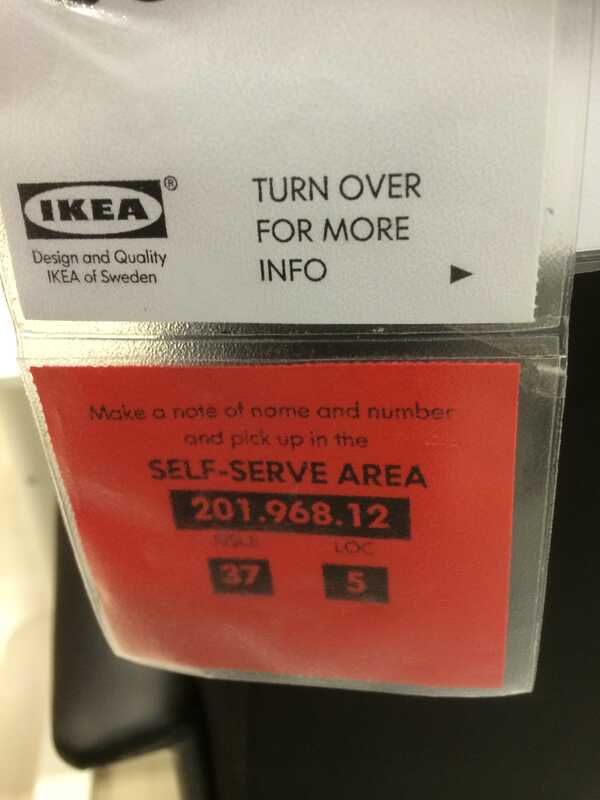 IKEA®
Design and Quality
IKEA of Sweden
TURN OVER
FOR MORE
INFO
Make a note of name and number
and pick up in the
SELF-SERVE AREA
201.968.12
AISLE LOC
37 5